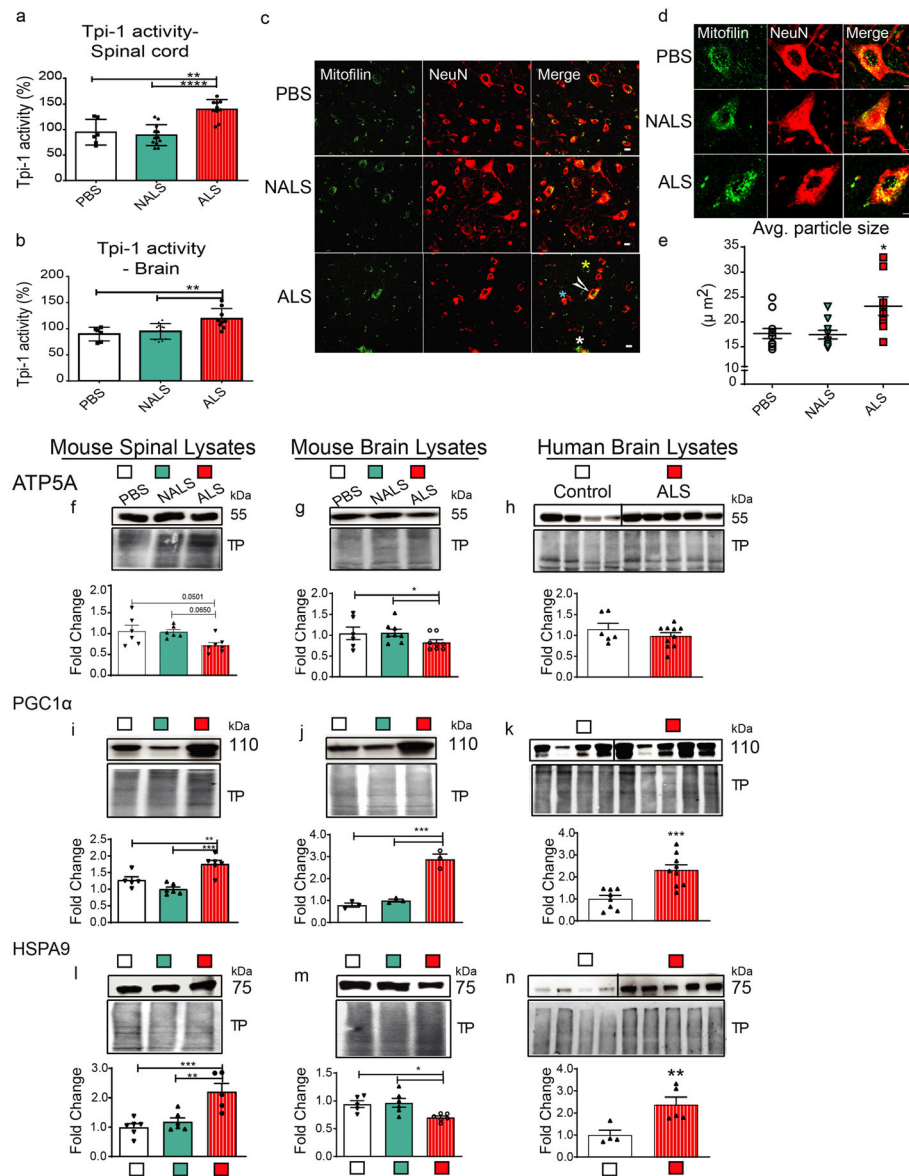 a
Tpi-1 activity-
Spinal cord
Tpi-1 activity (%)
200
150
100
50
0
**
****
PBS
NALS
ALS
b
Tpi-1 activity
- Brain
Tpi-1 activity (%)
200
150
100
50
0
**
PBS
NALS
ALS
c
Mitofilin NeuN Merge
PBS
NALS
ALS
*
*
*
d
Mitofilin NeuN Merge
PBS
NALS
ALS
e
Avg. particle size
(μ m2)
35
25
20
15
5
0
*
PBS
NALS
ALS
Mouse Spinal Lysates Mouse Brain Lysates Human Brain Lysates
ATP5A
f
PBS NALS ALS kDa
55
TP
Fold Change
2.0
1.5
1.0
0.5
0.0
0.0501
0.0650
g
PBS NALS ALS kDa
55
TP
Fold Change
2.0
1.5
1.0
0.5
0.0
*
h
Control ALS kDa
55
TP
Fold Change
2.0
1.5
1.0
0.5
0.0
PGC1α
i
kDa
110
TP
Fold Change
2.5
2.0
1.5
1.0
0.5
0.0
**
***
j
kDa
110
TP
Fold Change
4.0
3.0
2.0
1.0
0.0
***
k
kDa
110
TP
Fold Change
4.0
3.0
2.0
1.0
0.0
***
HSPA9
l
kDa
75
TP
Fold Change
3.0
2.0
1.0
0.0
***
**
m
kDa
75
TP
Fold Change
1.5
1.0
0.5
0.0
*
n
kDa
75
TP
Fold Change
4.0
3.0
2.0
1.0
0.0
**